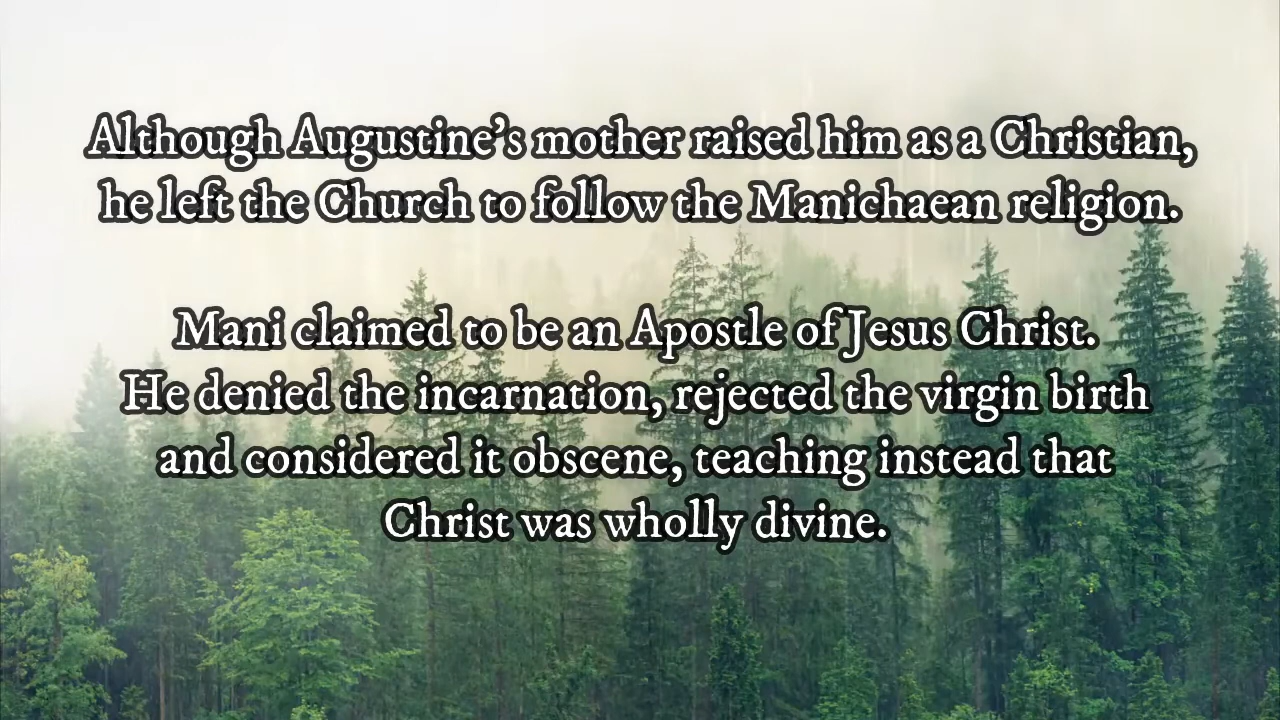 Although Augustine's mother raised him as a Christian,
he left the Church to follow the Manichaean religion.
Mani claimed to be an Apostle of Jesus Christ.
He denied the incarnation, rejected the virgin birth
and considered it obscene, teaching instead that
Christ was wholly divine.